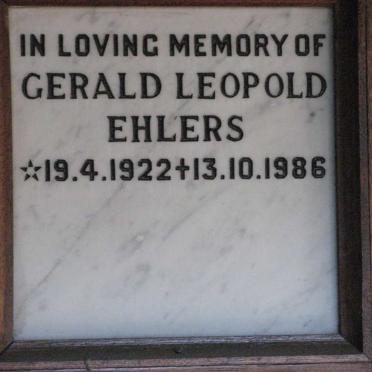 IN LOVING MEMORY OF
GERALD LEOPOLD
EHLERS
☆19.4.1922✝13.10.1986